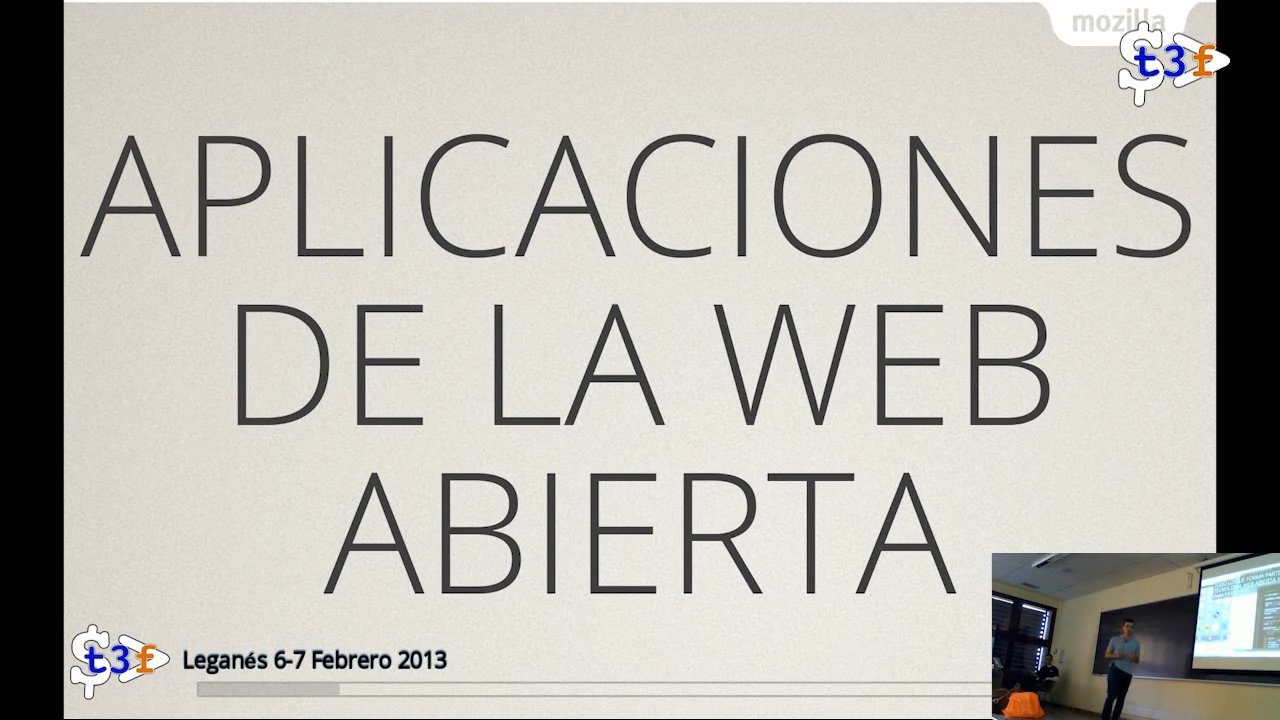 mozilla
$t3f
APLICACIONES
DE LA WEB
ABIERTA
$t3f Leganés 6-7 Febrero 2013